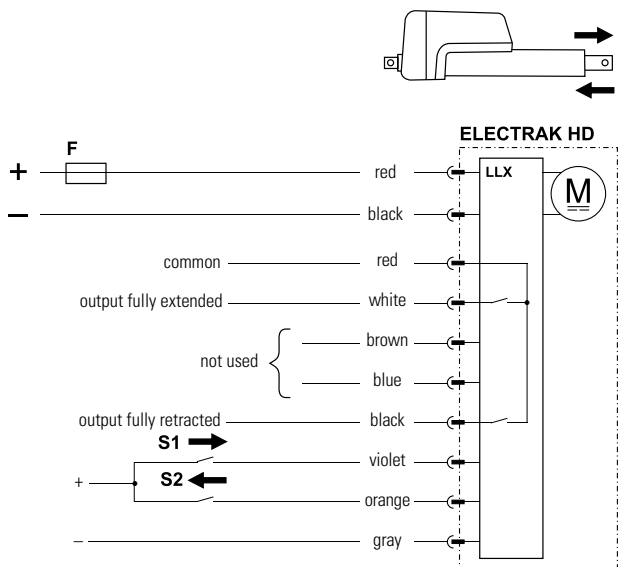 ELECTRAK HD
F
+ red LLX
M
– black
common red
output fully extended white
brown
not used
blue
output fully retracted black
S1
violet
+ S2
orange
– gray